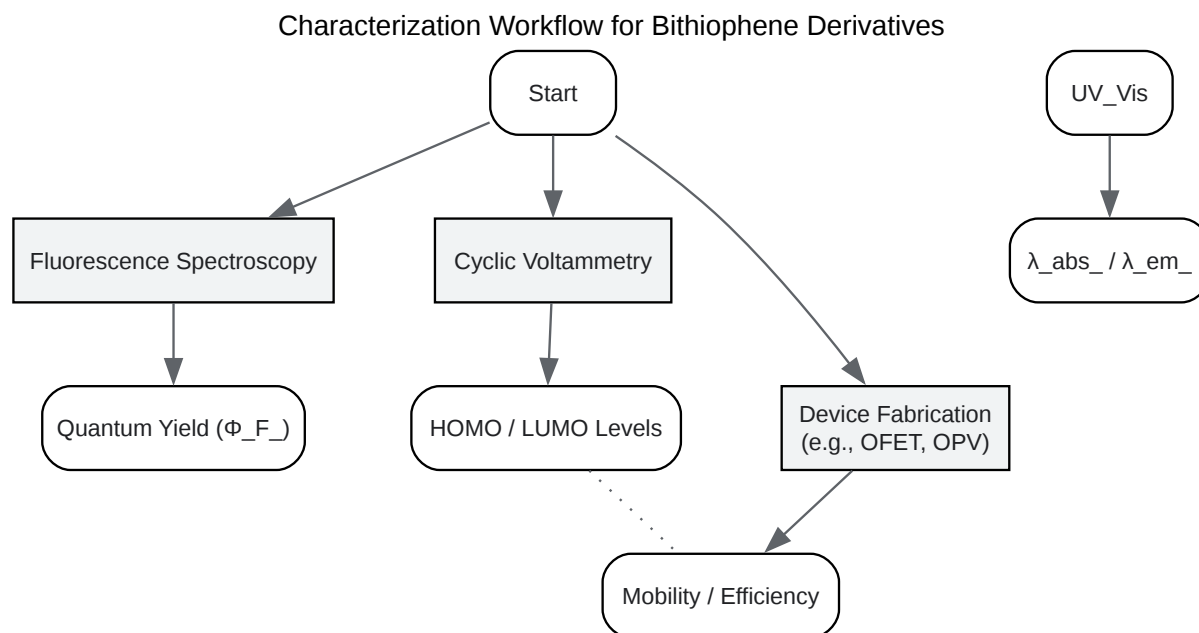 Characterization Workflow for Bithiophene Derivatives
Start
UV_Vis
Fluorescence Spectroscopy
Cyclic Voltammetry
λ_abs_ / λ_em_
Quantum Yield (Φ_F_)
HOMO / LUMO Levels
Device Fabrication
(e.g., OFET, OPV)
Mobility / Efficiency